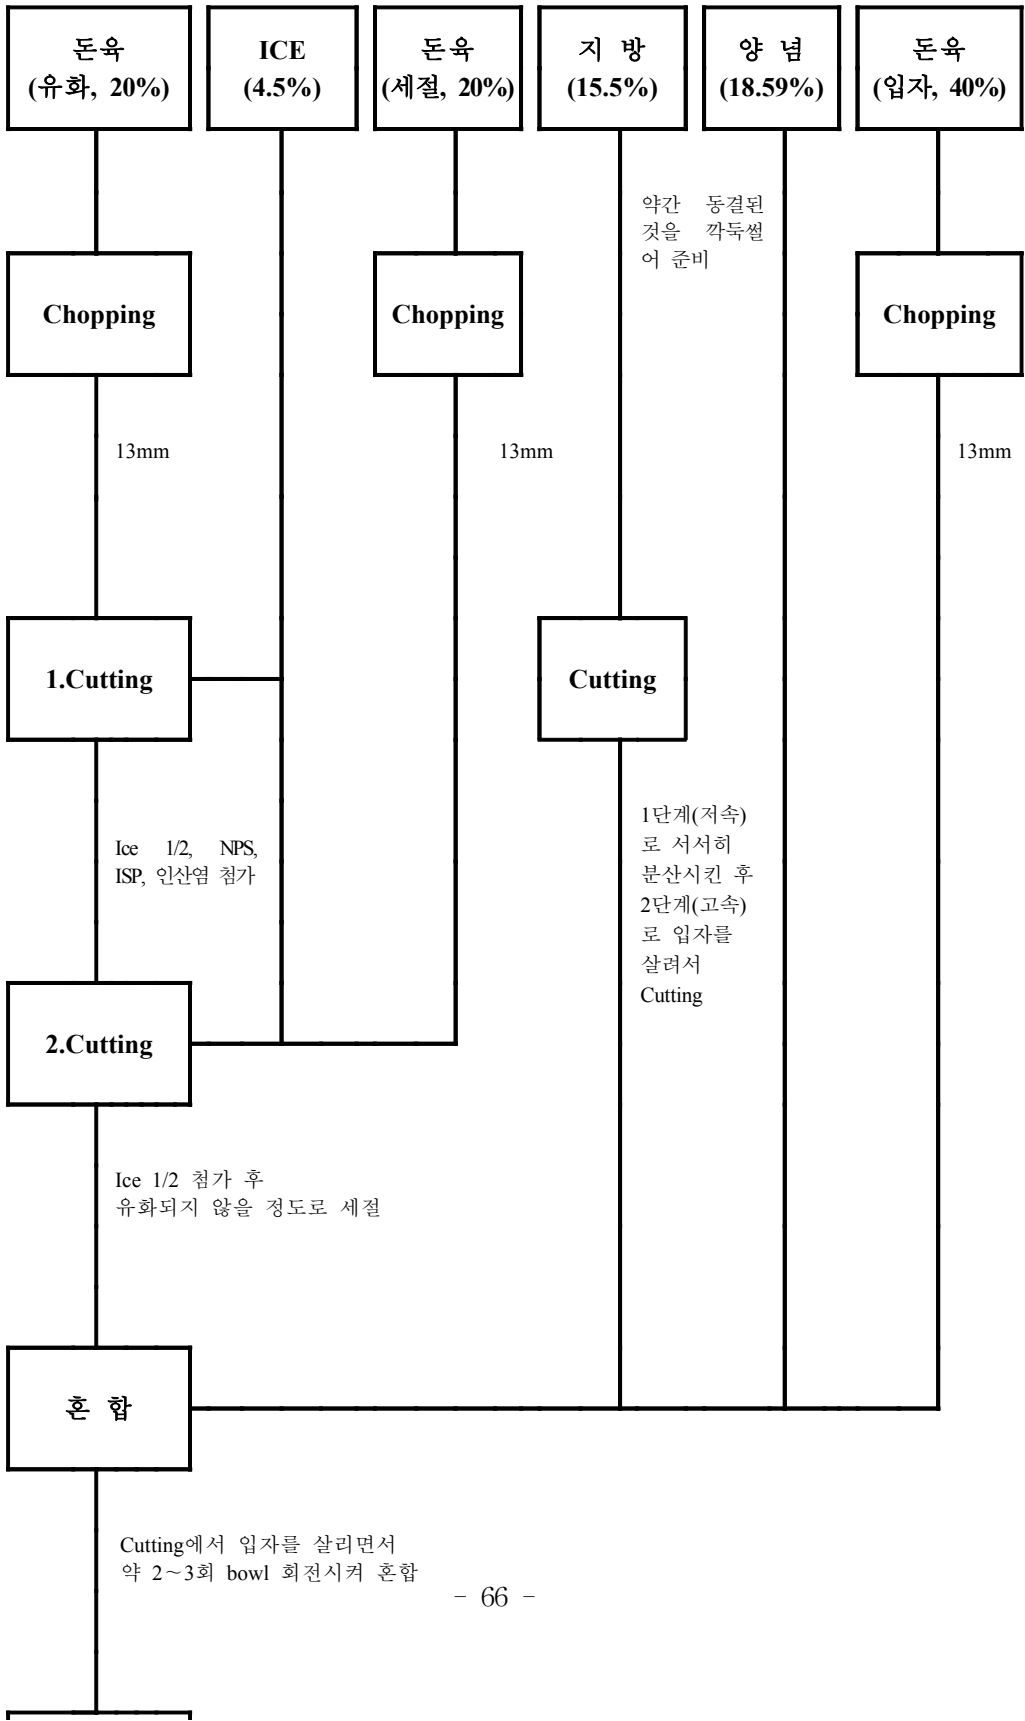 돈육
(유화, 20%)
ICE
(4.5%)
돈육
(세절, 20%)
지 방
(15.5%)
양 념
(18.59%)
돈육
(입자, 40%)
약간 동결된
것을 깍둑썰
어 준비
Chopping
Chopping
Chopping
13mm
13mm
13mm
1.Cutting
Cutting
Ice 1/2, NPS,
ISP, 인산염 첨가
1단계(저속)
로 서서히
분산시킨 후
2단계(고속)
로 입자를
살려서
Cutting
2.Cutting
Ice 1/2 첨가 후
유화되지 않을 정도로 세절
혼 합
Cutting에서 입자를 살리면서
약 2~3회 bowl 회전시켜 혼합
- 66 -